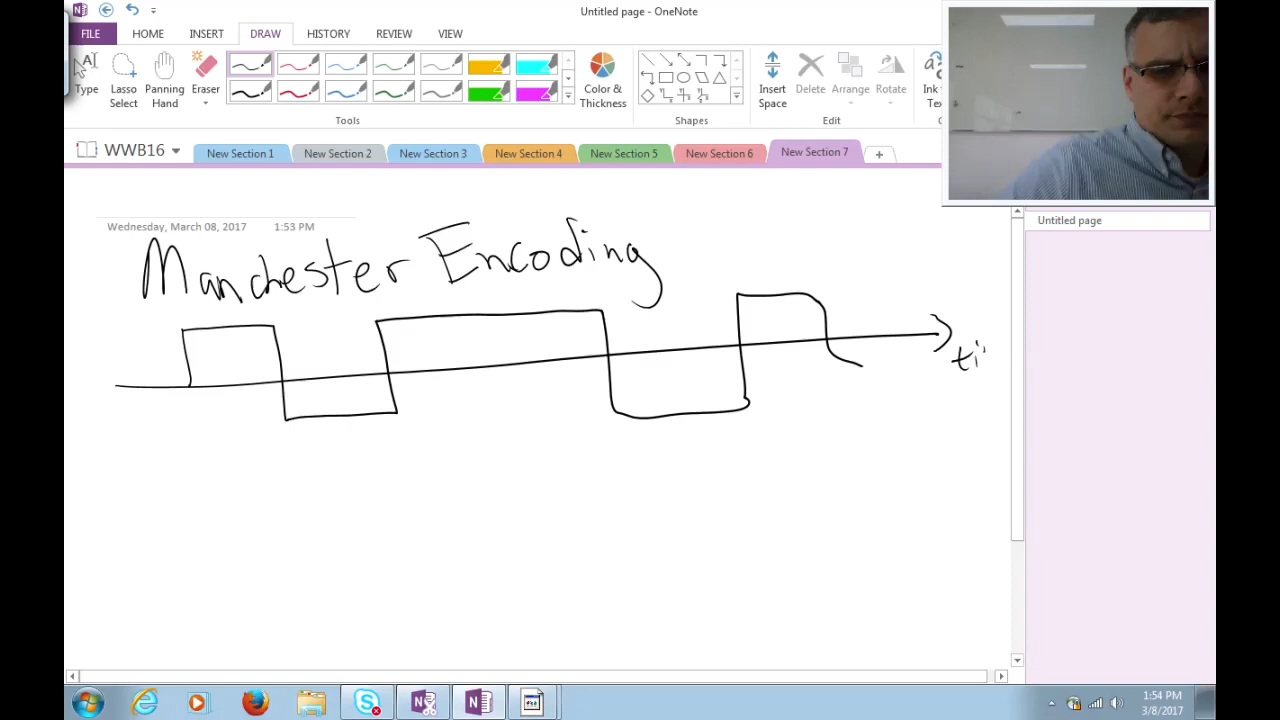 Untitled page - OneNote
FILE HOME INSERT DRAW HISTORY REVIEW VIEW
Type
Lasso Select
Panning Hand
Eraser
Color & Thickness
Insert Space
Delete
Arrange
Rotate
Ink
Tex
Tools
Shapes
Edit
WWB16
New Section 1
New Section 2
New Section 3
New Section 4
New Section 5
New Section 6
New Section 7
Untitled page
Wednesday, March 08, 2017 1:53 PM
Manchester Encoding
ti
1:54 PM
3/8/2017